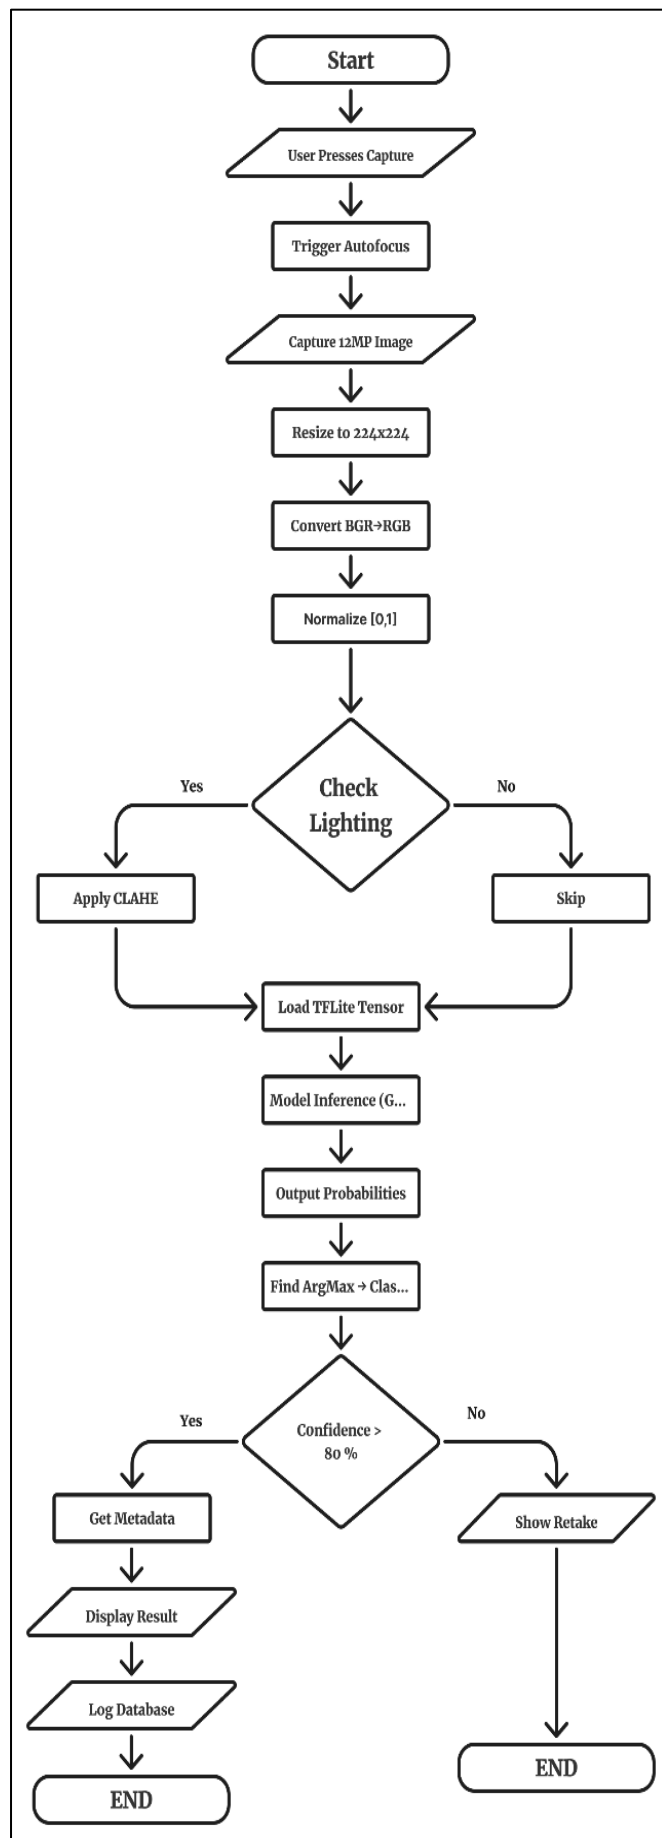 Start
User Presses Capture
Trigger Autofocus
Capture 12MP Image
Resize to 224x224
Convert BGR→RGB
Normalize [0,1]
Check
Lighting
Yes
No
Apply CLAHE
Skip
Load TFLite Tensor
Model Inference (G...
Output Probabilities
Find ArgMax → Clas...
Confidence >
80 %
Yes
No
Get Metadata
Show Retake
Display Result
Log Database
END
END